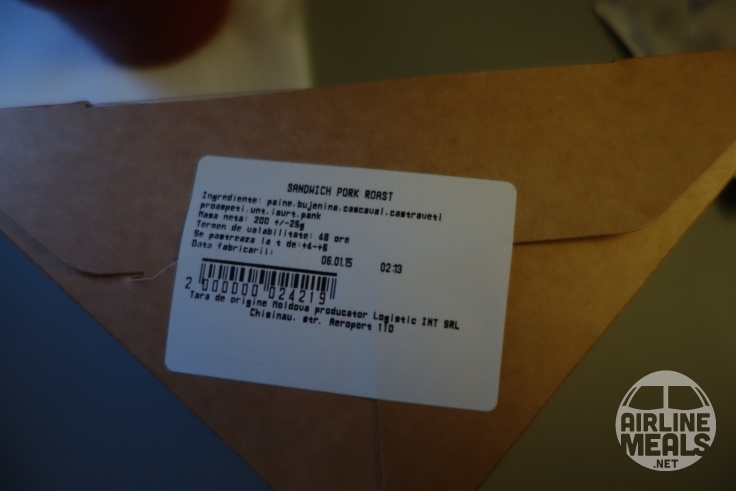 SANDWICH PORK ROAST
Ingrediente: paine.bujenina.cascaval.castraveti
proaspeti.unt.iaurt.pank
Masa neta: 200 +/-25g
Termen de valabilitate: 48 ore
Se pastreaza la t de:+4-+6
Data fabricarii:
06.01.15 02:13
2 000000 024219
Tara de origine Moldova producator Logistic INT SRL
Chisinau. str. Aeroport 110
AIRLINE
MEALS
.NET